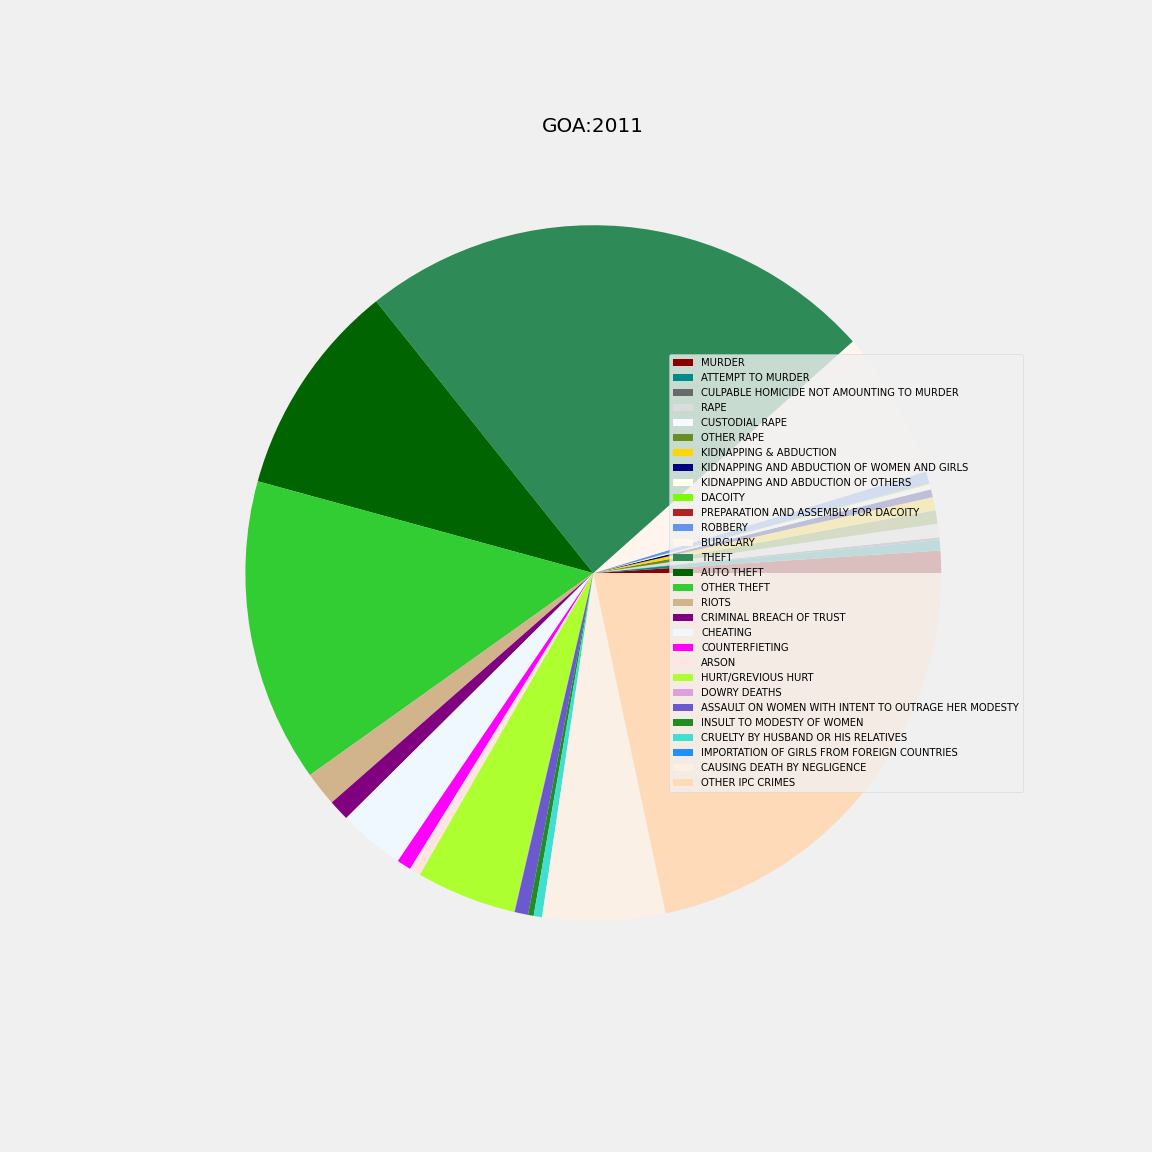 GOA:2011
MURDER
ATTEMPT TO MURDER
CULPABLE HOMICIDE NOT AMOUNTING TO MURDER
RAPE
CUSTODIAL RAPE
OTHER RAPE
KIDNAPPING & ABDUCTION
KIDNAPPING AND ABDUCTION OF WOMEN AND GIRLS
KIDNAPPING AND ABDUCTION OF OTHERS
DACOITY
PREPARATION AND ASSEMBLY FOR DACOITY
ROBBERY
BURGLARY
THEFT
AUTO THEFT
OTHER THEFT
RIOTS
CRIMINAL BREACH OF TRUST
CHEATING
COUNTERFIETING
ARSON
HURT/GREVIOUS HURT
DOWRY DEATHS
ASSAULT ON WOMEN WITH INTENT TO OUTRAGE HER MODESTY
INSULT TO MODESTY OF WOMEN
CRUELTY BY HUSBAND OR HIS RELATIVES
IMPORTATION OF GIRLS FROM FOREIGN COUNTRIES
CAUSING DEATH BY NEGLIGENCE
OTHER IPC CRIMES